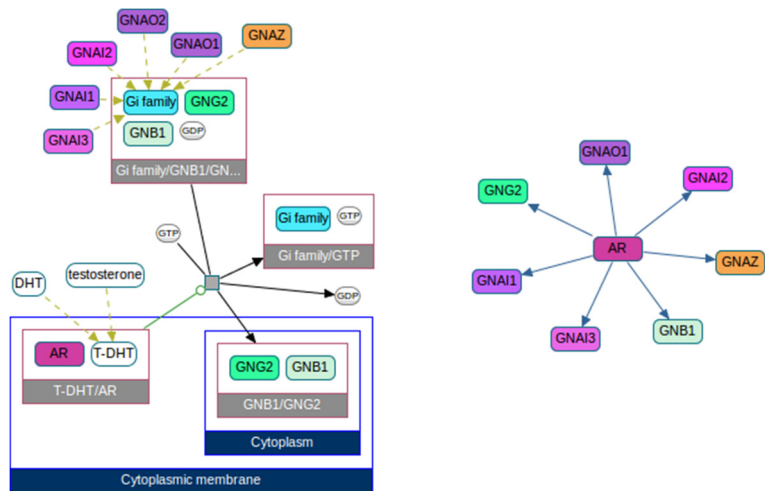 GNAO2
GNAI2
GNAO1
GNAZ
GNAI1
Gi family
GNG2
GNAI3
GNB1
GDP
Gi family/GNB1/GN...
GTP
Gi family
GTP
Gi family/GTP
DHT
testosterone
GDP
AR
T-DHT
T-DHT/AR
GNG2
GNB1
GNB1/GNG2
Cytoplasm
Cytoplasmic membrane
GNAO1
GNAI2
GNG2
AR
GNAZ
GNAI1
GNAI3
GNB1